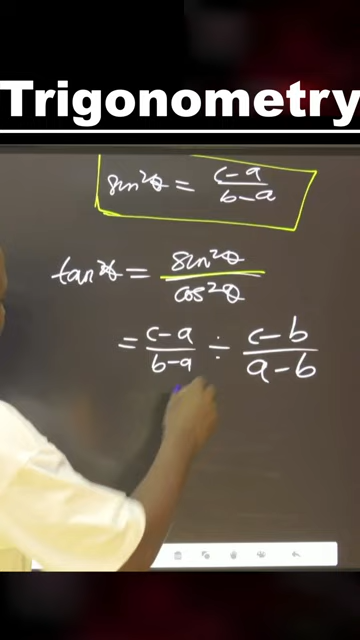 Trigonometry
sin²θ = c-a / b-a
tan²θ = sin²θ / cos²θ
= c-a / b-a ÷ c-b / a-b